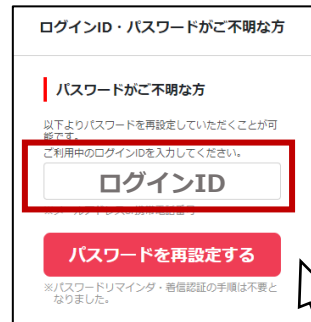 ログインID・パスワードがご不明な方
パスワードがご不明な方
以下よりパスワードを再設定していただくことが可
能です。
ご利用中のログインIDを入力してください。
ログインID
パスワードを再設定する
※パスワードリマインダ・着信認証の手順は不要と
なりました。